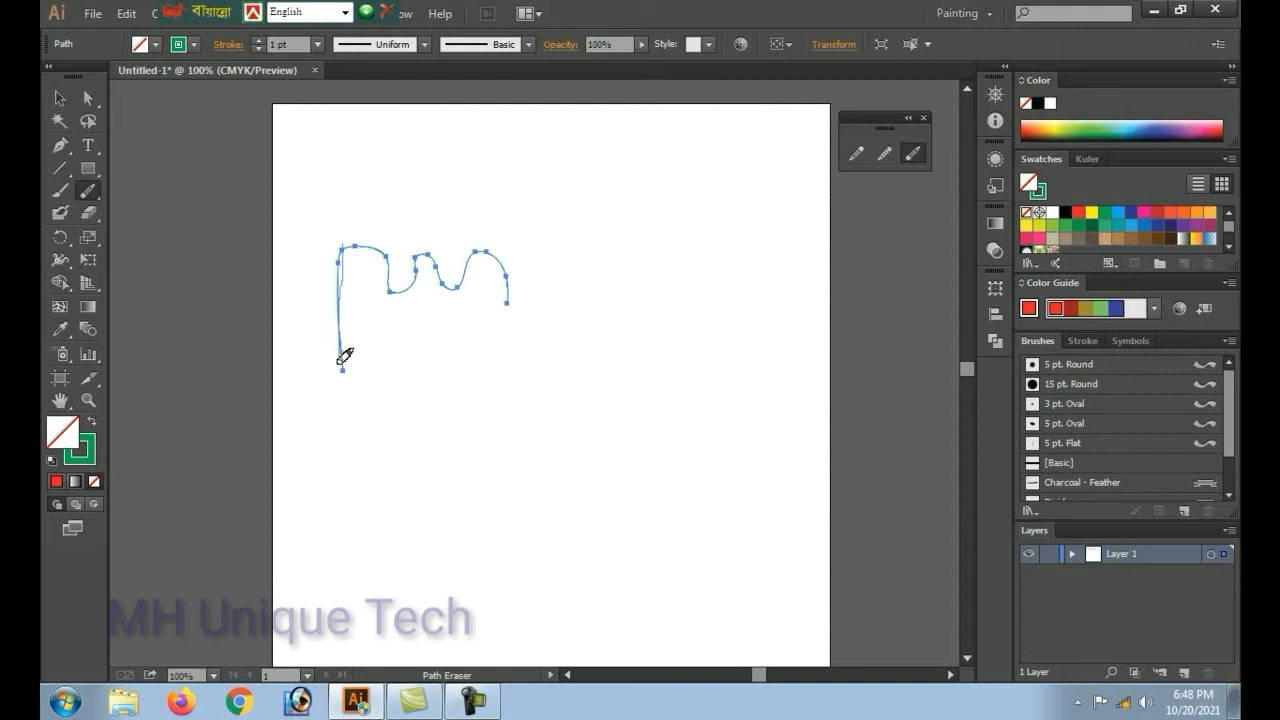 Ai File Edit C বায়ান্নো English ow Help Br Painting
Path Stroke: 1 pt Uniform Basic Opacity: 100% Style: Transform
Untitled-1* @ 100% (CMYK/Preview)
Color
Swatches Kuler
Color Guide
Brushes Stroke Symbols
5 pt. Round
15 pt. Round
3 pt. Oval
5 pt. Oval
5 pt. Flat
[Basic]
Charcoal - Feather
Layers
Layer 1
MH Unique Tech
1 Layer
100% 1 Path Eraser
6:48 PM
10/20/2021